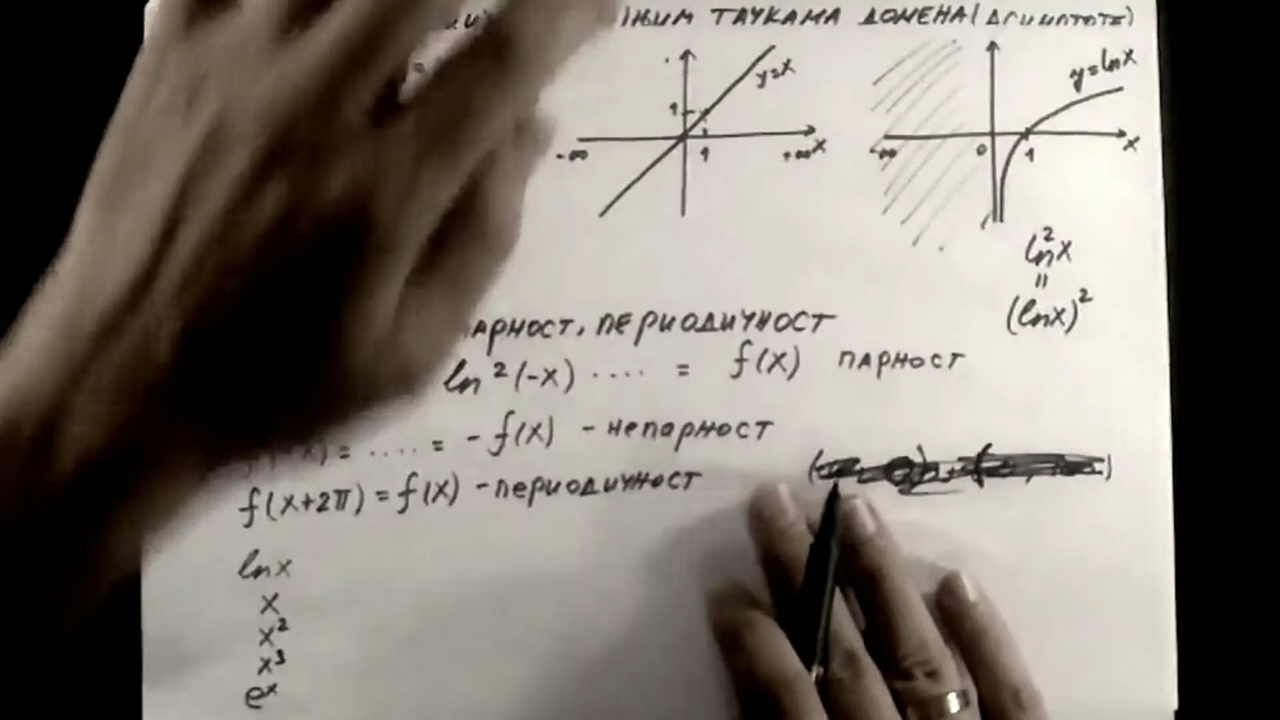 ТАЧКАМА ДОМЕНА (АСИМПТОТЕ)
y=x
1
1
-∞
+∞
x
y=lnx
0
1
x
ln²x
=
(lnx)²
ПЕРИОДИЧНОСТ
ln²(-x) .... = f(x) ПАРНОСТ
.... = -f(x) - НЕПАРНОСТ
f(x+2π) = f(x) - ПЕРИОДИЧНОСТ
lnx
x
x²
x³
eˣ